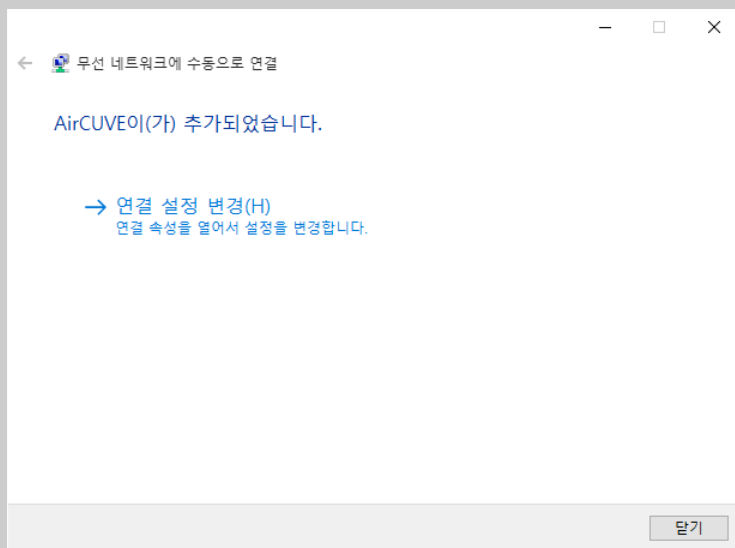 무선 네트워크에 수동으로 연결
AirCUVE이(가) 추가되었습니다.
연결 설정 변경(H)
연결 속성을 열어서 설정을 변경합니다.
닫기